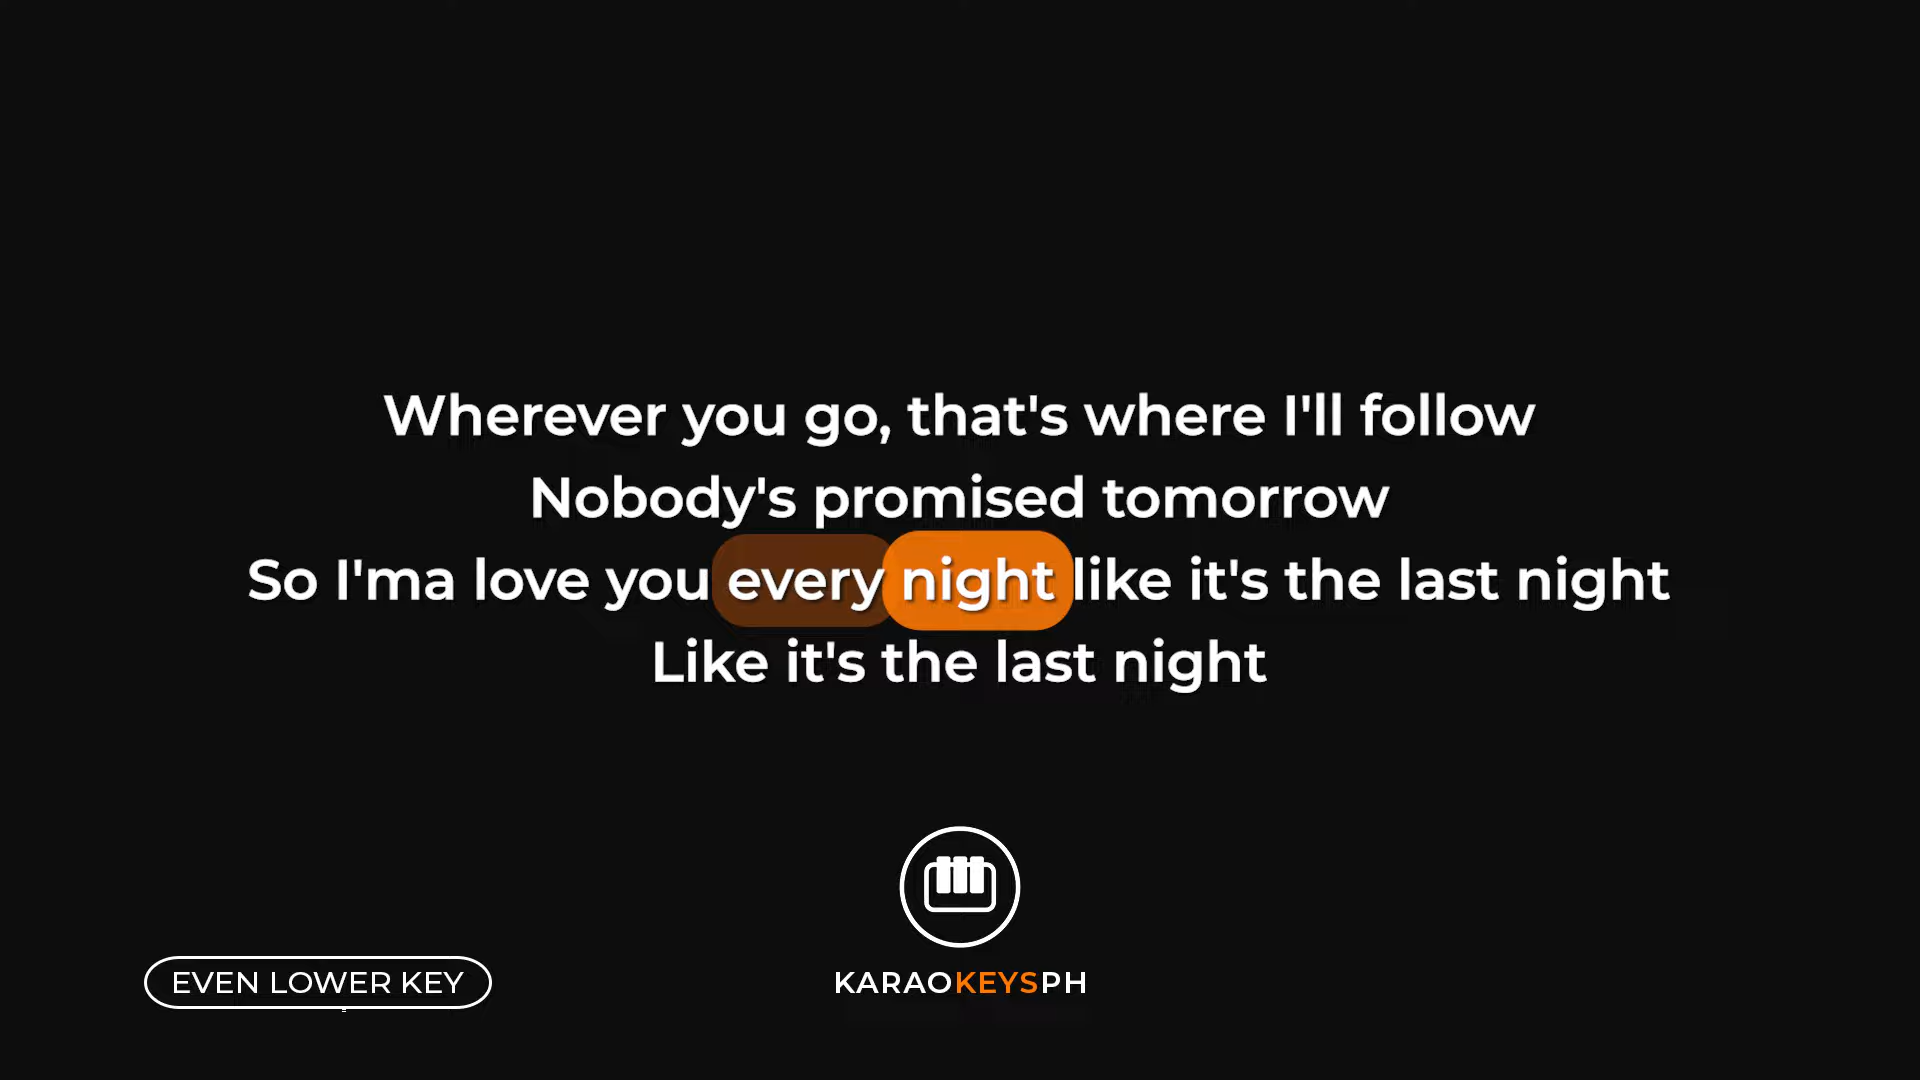 Wherever you go, that's where I'll follow
Nobody's promised tomorrow
So I'ma love you every night like it's the last night
Like it's the last night
EVEN LOWER KEY
KARAOKEYSPH